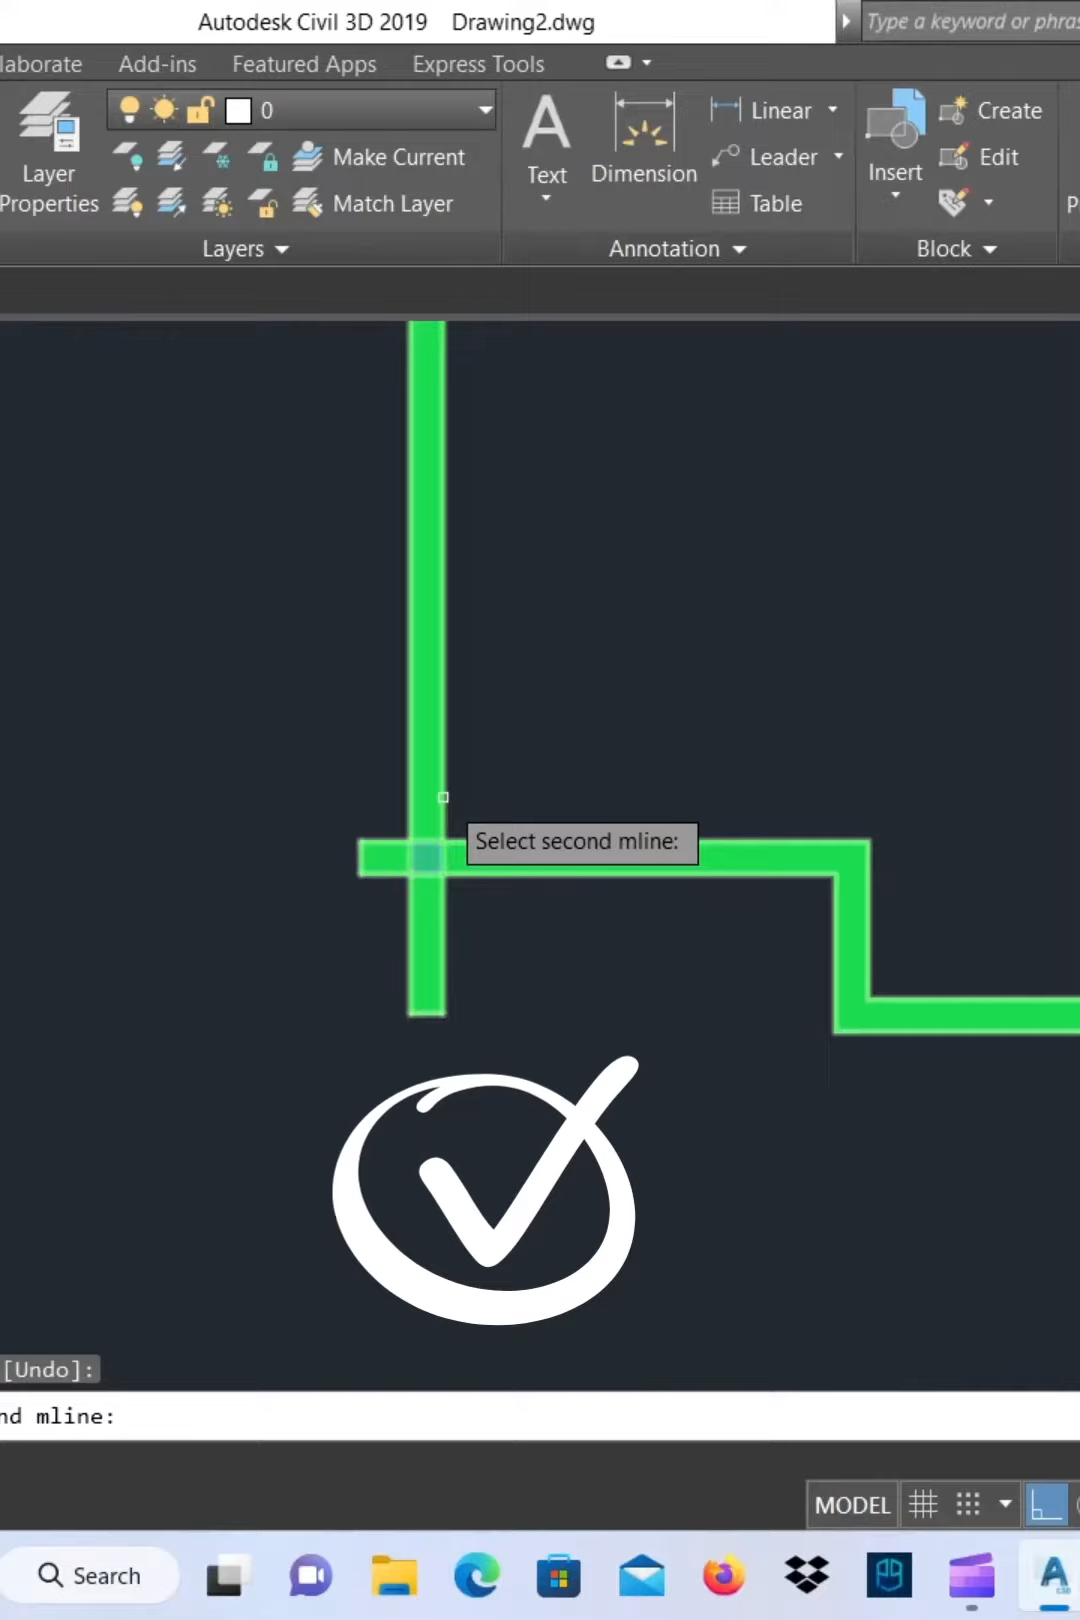 Autodesk Civil 3D 2019 Drawing2.dwg
Type a keyword or phras
laborate Add-ins Featured Apps Express Tools
0
Layer
Properties
Make Current
Match Layer
Layers
A
Text
Dimension
Linear
Leader
Table
Annotation
Insert
Create
Edit
Block
P
Select second mline:
[Undo]:
nd mline:
MODEL
Search